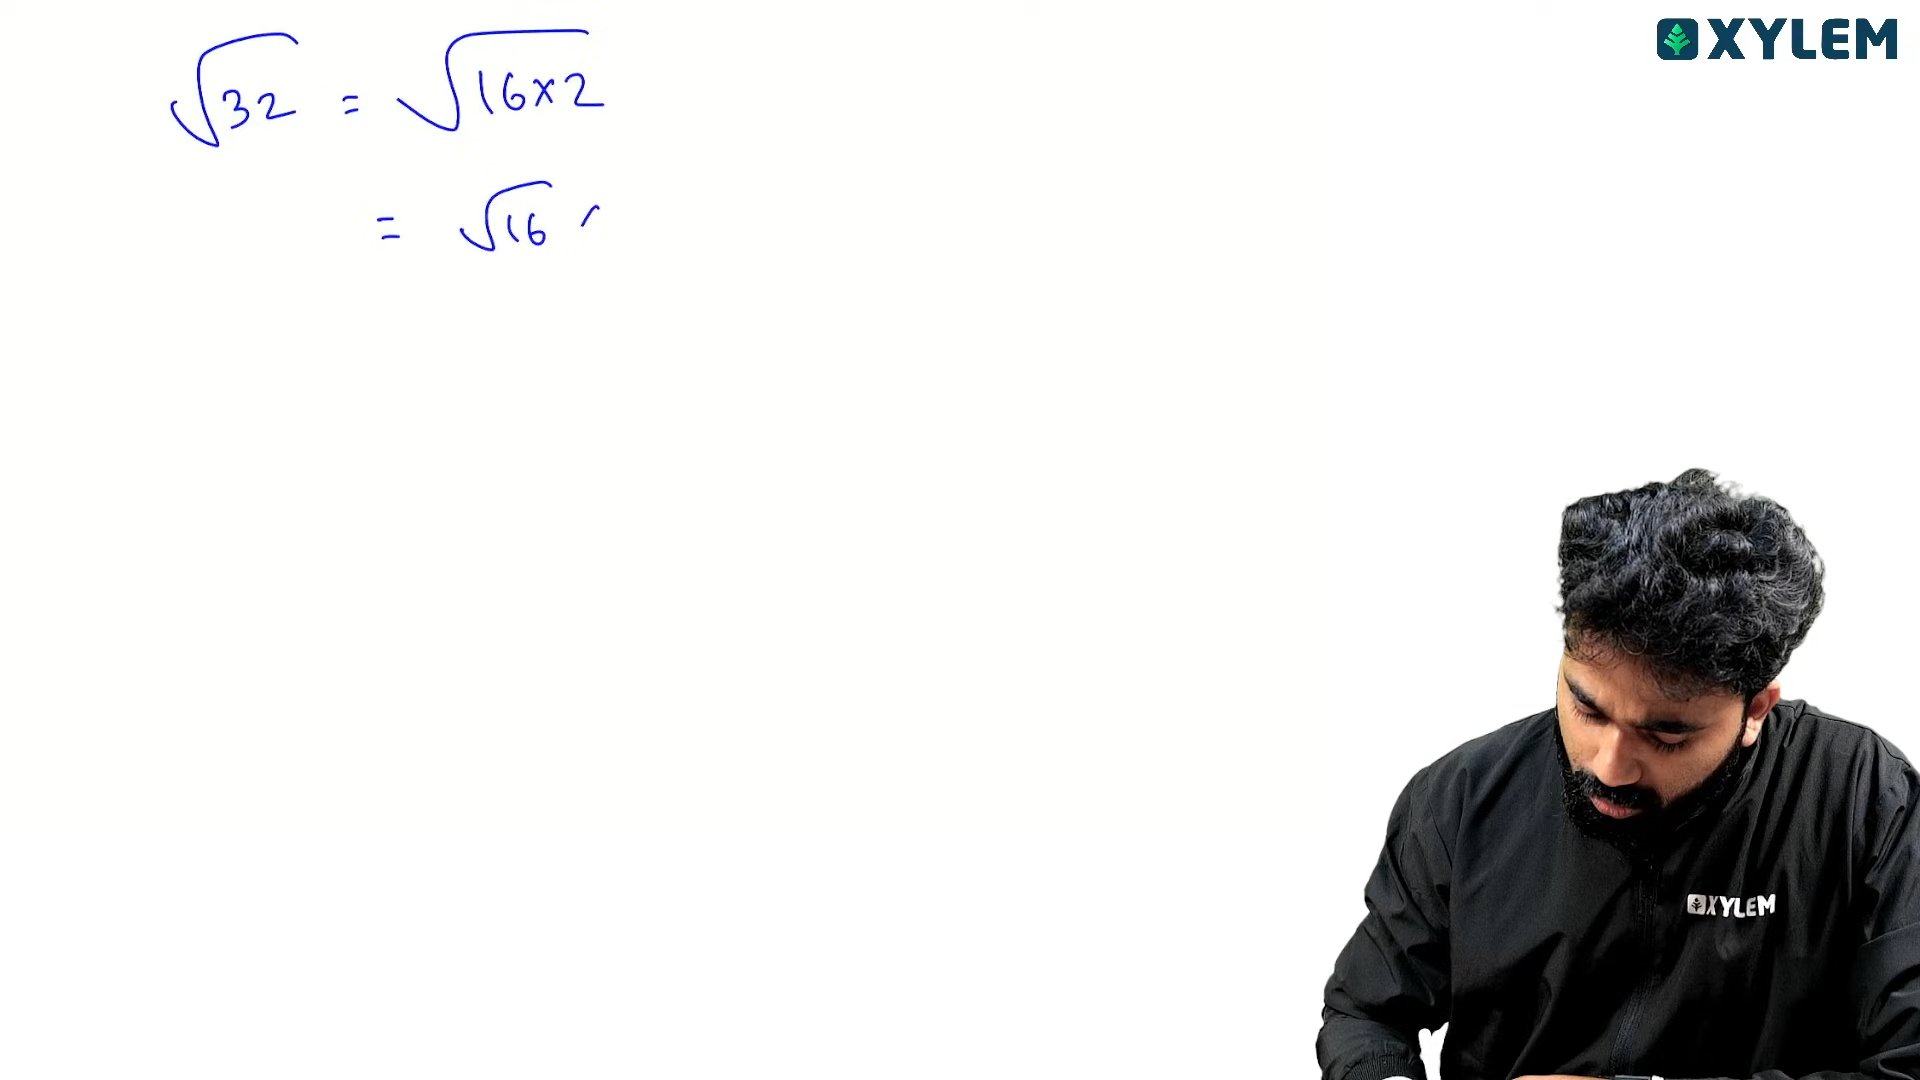 XYLEM
√32 = √16×2
= √16
XYLEM